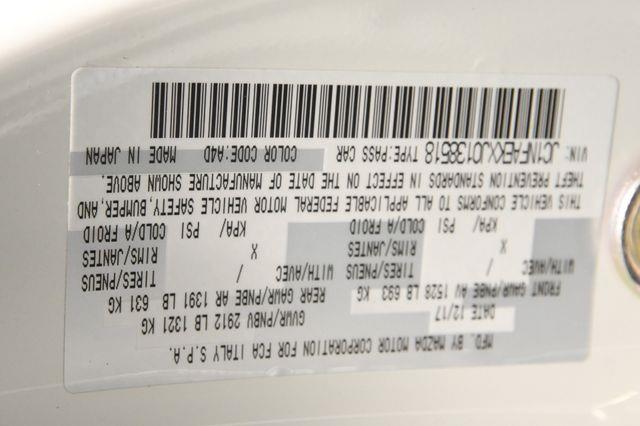 MFD. BY MAZDA MOTOR CORPORATION FOR FCA ITALY S.P.A.
DATE 12/17 GVWR/PNBV 2912 LB 1321 KG
FRONT GAWR/PNBE AV 1528 LB 693 KG REAR GAWR/PNBE AR 1391 LB 631 KG
WITH/AVEC TIRES/PNEUS / WITH/AVEC TIRES/PNEUS /
RIMS/JANTES X RIMS/JANTES X
KPA/ PSI COLD/A FROID KPA/ PSI COLD/A FROID
THIS VEHICLE CONFORMS TO ALL APPLICABLE FEDERAL MOTOR VEHICLE SAFETY,BUMPER,AND
THEFT PREVENTION STANDARDS IN EFFECT ON THE DATE OF MANUFACTURE SHOWN ABOVE.
VIN: JC1NFAEKXJ0138518 TYPE:PASS CAR COLOR CODE:A4D MADE IN JAPAN